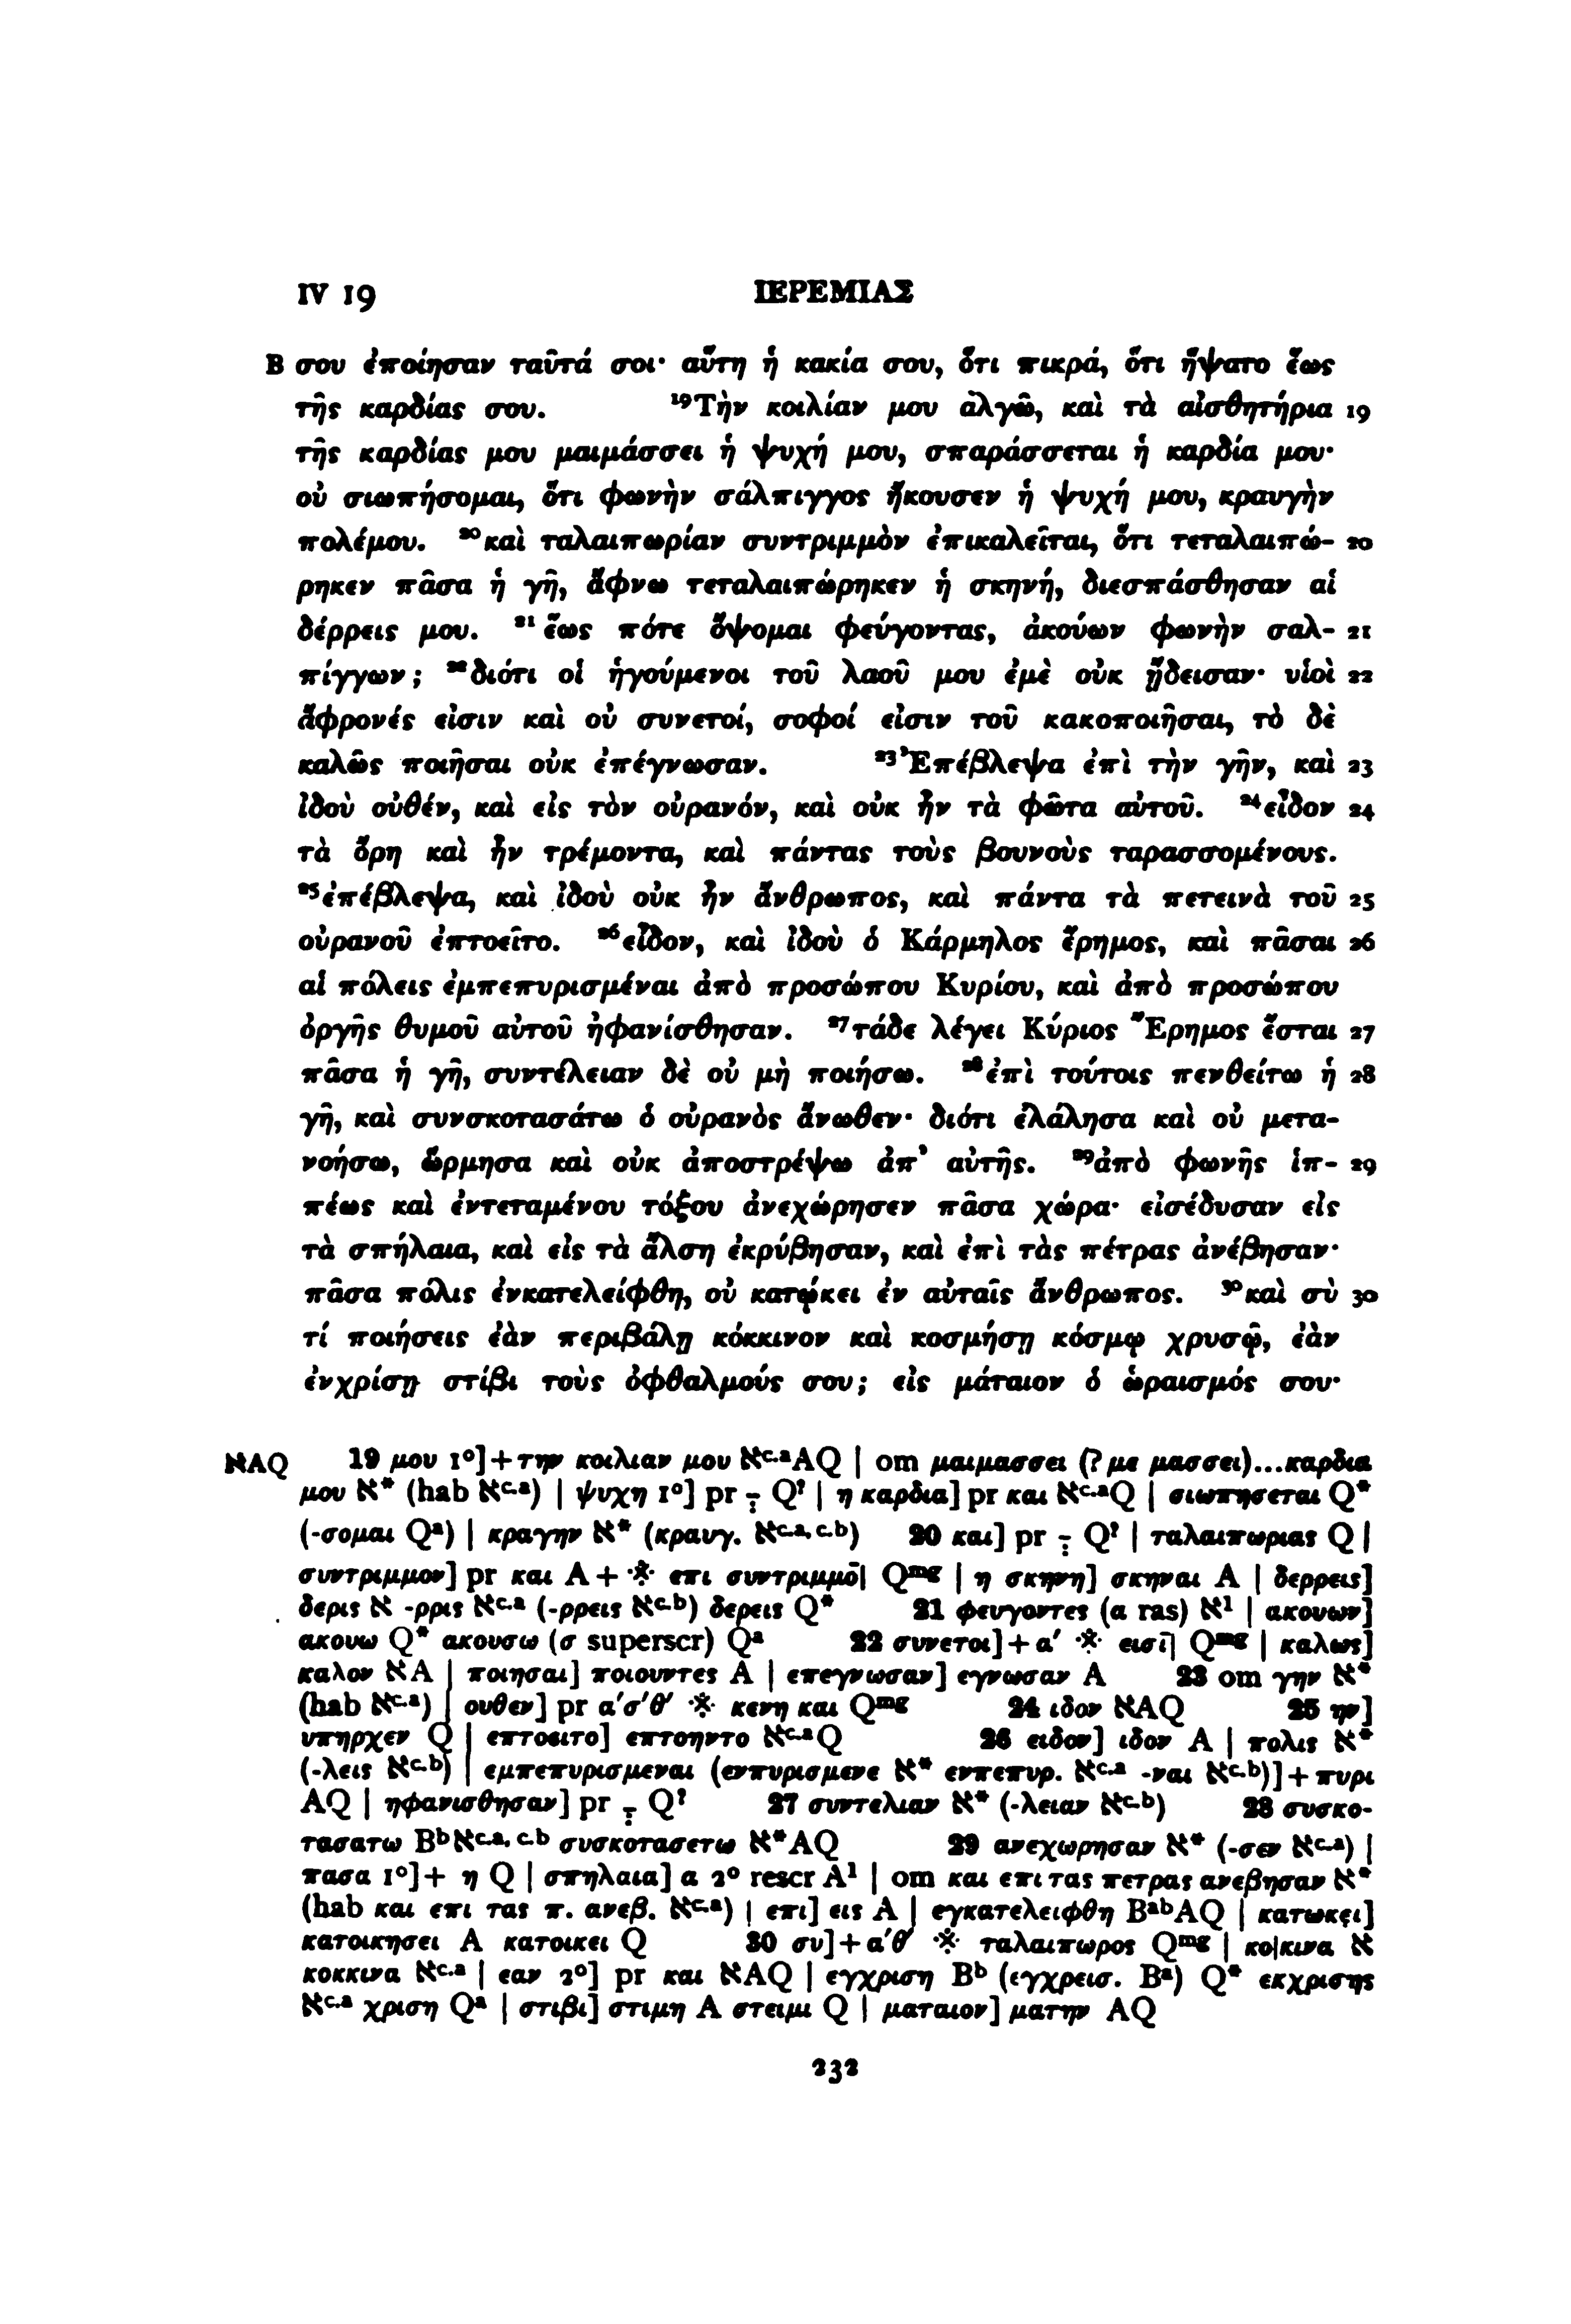 IV 19 ΙΕΡΕΜΙΑΣ
B σου ἐποίησαν ταῦτά σοι· αὕτη ἡ κακία σου, ὅτι πικρά, ὅτι ἥψατο ἕως
τῆς καρδίας σου. ¹⁹Τὴν κοιλίαν μου ἀλγῶ, καὶ τὰ αἰσθητήρια 19
τῆς καρδίας μου μαιμάσσει ἡ ψυχή μου, σπαράσσεται ἡ καρδία μου·
οὐ σιωπήσομαι, ὅτι φωνὴν σάλπιγγος ἤκουσεν ἡ ψυχή μου, κραυγὴν
πολέμου. ²⁰καὶ ταλαιπωρίαν συντριμμὸν ἐπικαλεῖται, ὅτι τεταλαιπώ- 20
ρηκεν πᾶσα ἡ γῆ, ἄφνω τεταλαιπώρηκεν ἡ σκηνή, διεσπάσθησαν αἱ
δέρρεις μου. ²¹ἕως πότε ὄψομαι φεύγοντας, ἀκούων φωνὴν σαλ- 21
πίγγων; ²²διότι οἱ ἡγούμενοι τοῦ λαοῦ μου ἐμὲ οὐκ ᾔδεισαν· υἱοὶ 22
ἄφρονές εἰσιν καὶ οὐ συνετοί, σοφοί εἰσιν τοῦ κακοποιῆσαι, τὸ δὲ
καλῶς ποιῆσαι οὐκ ἐπέγνωσαν. ²³Ἐπέβλεψα ἐπὶ τὴν γῆν, καὶ 23
ἰδοὺ οὐθέν, καὶ εἰς τὸν οὐρανόν, καὶ οὐκ ἦν τὰ φῶτα αὐτοῦ. ²⁴εἶδον 24
τὰ ὄρη καὶ ἦν τρέμοντα, καὶ πάντας τοὺς βουνοὺς ταρασσομένους.
²⁵ἐπέβλεψα, καὶ ἰδοὺ οὐκ ἦν ἄνθρωπος, καὶ πάντα τὰ πετεινὰ τοῦ 25
οὐρανοῦ ἐπτοεῖτο. ²⁶εἶδον, καὶ ἰδοὺ ὁ Κάρμηλος ἔρημος, καὶ πᾶσαι 26
αἱ πόλεις ἐμπεπυρισμέναι ἀπὸ προσώπου Κυρίου, καὶ ἀπὸ προσώπου
ὀργῆς θυμοῦ αὐτοῦ ἠφανίσθησαν. ²⁷τάδε λέγει Κύριος Ἔρημος ἔσται 27
πᾶσα ἡ γῆ, συντέλειαν δὲ οὐ μὴ ποιήσω. ²⁸ἐπὶ τούτοις πενθείτω ἡ 28
γῆ, καὶ συνσκοτασάτω ὁ οὐρανὸς ἄνωθεν· διότι ἐλάλησα καὶ οὐ μετα-
νοήσω, ὥρμησα καὶ οὐκ ἀποστρέψω ἀπ' αὐτῆς. ²⁹ἀπὸ φωνῆς ἱπ- 29
πέως καὶ ἐντεταμένου τόξου ἀνεχώρησεν πᾶσα χώρα· εἰσέδυσαν εἰς
τὰ σπήλαια, καὶ εἰς τὰ ἄλση ἐκρύβησαν, καὶ ἐπὶ τὰς πέτρας ἀνέβησαν·
πᾶσα πόλις ἐνκατελείφθη, οὐ κατῴκει ἐν αὐταῖς ἄνθρωπος. ³⁰καὶ σὺ 30
τί ποιήσεις ἐὰν περιβάλῃ κόκκινον καὶ κοσμήσῃ κόσμῳ χρυσῷ, ἐὰν
ἐνχρίσῃ στίβι τοὺς ὀφθαλμούς σου; εἰς μάταιον ὁ ὡραισμός σου·
אAQ 19 μου 1°]+την κοιλιαν μου א^c.a AQ | om μαιμασσει (? με μασσει)...καρδια
μου א* (hab א^c.a) | ψυχη 1°] pr ⨪ Q^? | η καρδια] pr και א^c.a Q | σιωπησεται Q*
(-σομαι Q^a) | κραγην א* (κραυγ. א^c.a, c.b) 20 και] pr ⨪ Q^? | ταλαιπωριας Q |
συντριμμον] pr και A + ※ επι συντριμμο̄| Q^mg | η σκηνη] σκηναι A | δερρεις]
δερις א -ρρις א^c.a (-ρρεις א^c.b) δερεις Q* 21 φευγοντες (α ras) א¹ | ακουων]
ακουω Q* ακουσω (σ superscr) Q^a 22 συνετοι]+α′ ※ εισι̅| Q^mg | καλως]
καλον אA | ποιησαι] ποιουντες A | επεγνωσαν] εγνωσαν A 23 om γην א*
(hab א^c.a) | ουθεν] pr α′σ′θ′ ※ κενη και Q^mg 24 ιδον אAQ 25 ην]
υπηρχεν Q | επτοειτο] επτοηντο א^c.a Q 26 ειδον] ιδον A | πολις א*
(-λεις א^c.b) | εμπεπυρισμεναι (ενπυρισμενε א* ενπεπυρ. א^c.a -ναι א^c.b)]+πυρι
AQ | ηφανισθησαν] pr ⨪ Q^? 27 συντελιαν א* (-λειαν א^c.b) 28 συσκο-
τασατω B^b א^c.a, c.b συσκοτασετω א*AQ 29 ανεχωρησαν א* (-σεν א^c.a) |
πασα 1°]+ η Q | σπηλαια] α 2° rescr A¹ | om και επι τας πετρας ανεβησαν א*
(hab και επι τας π. ανεβ. א^c.a) | επι] εις A | εγκατελειφθη B^ab AQ | κατωκει]
κατοικησει A κατοικει Q 30 συ]+α′θ′ ※ ταλαιπωρος Q^mg | κο|κινα א
κοκκινα א^c.a | εαν 2°] pr και אAQ | εγχριση B^b (εγχρεισ. B^a) Q* εκχρισης
א^c.a χριση Q^a | στιβι] στιμη A στειμι Q | ματαιον] ματην AQ
232